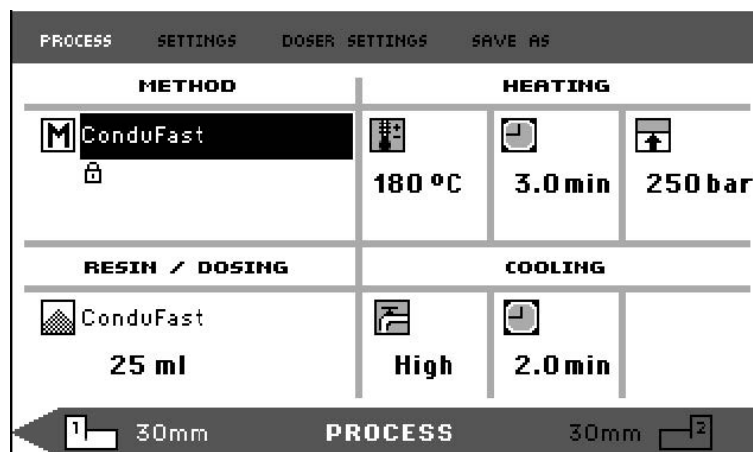 PROCESS SETTINGS DOSER SETTINGS SAVE AS
METHOD HEATING
M ConduFast
180 ºC 3.0 min 250 bar
RESIN / DOSING COOLING
ConduFast
25 ml High 2.0 min
1 30mm PROCESS 30mm 2